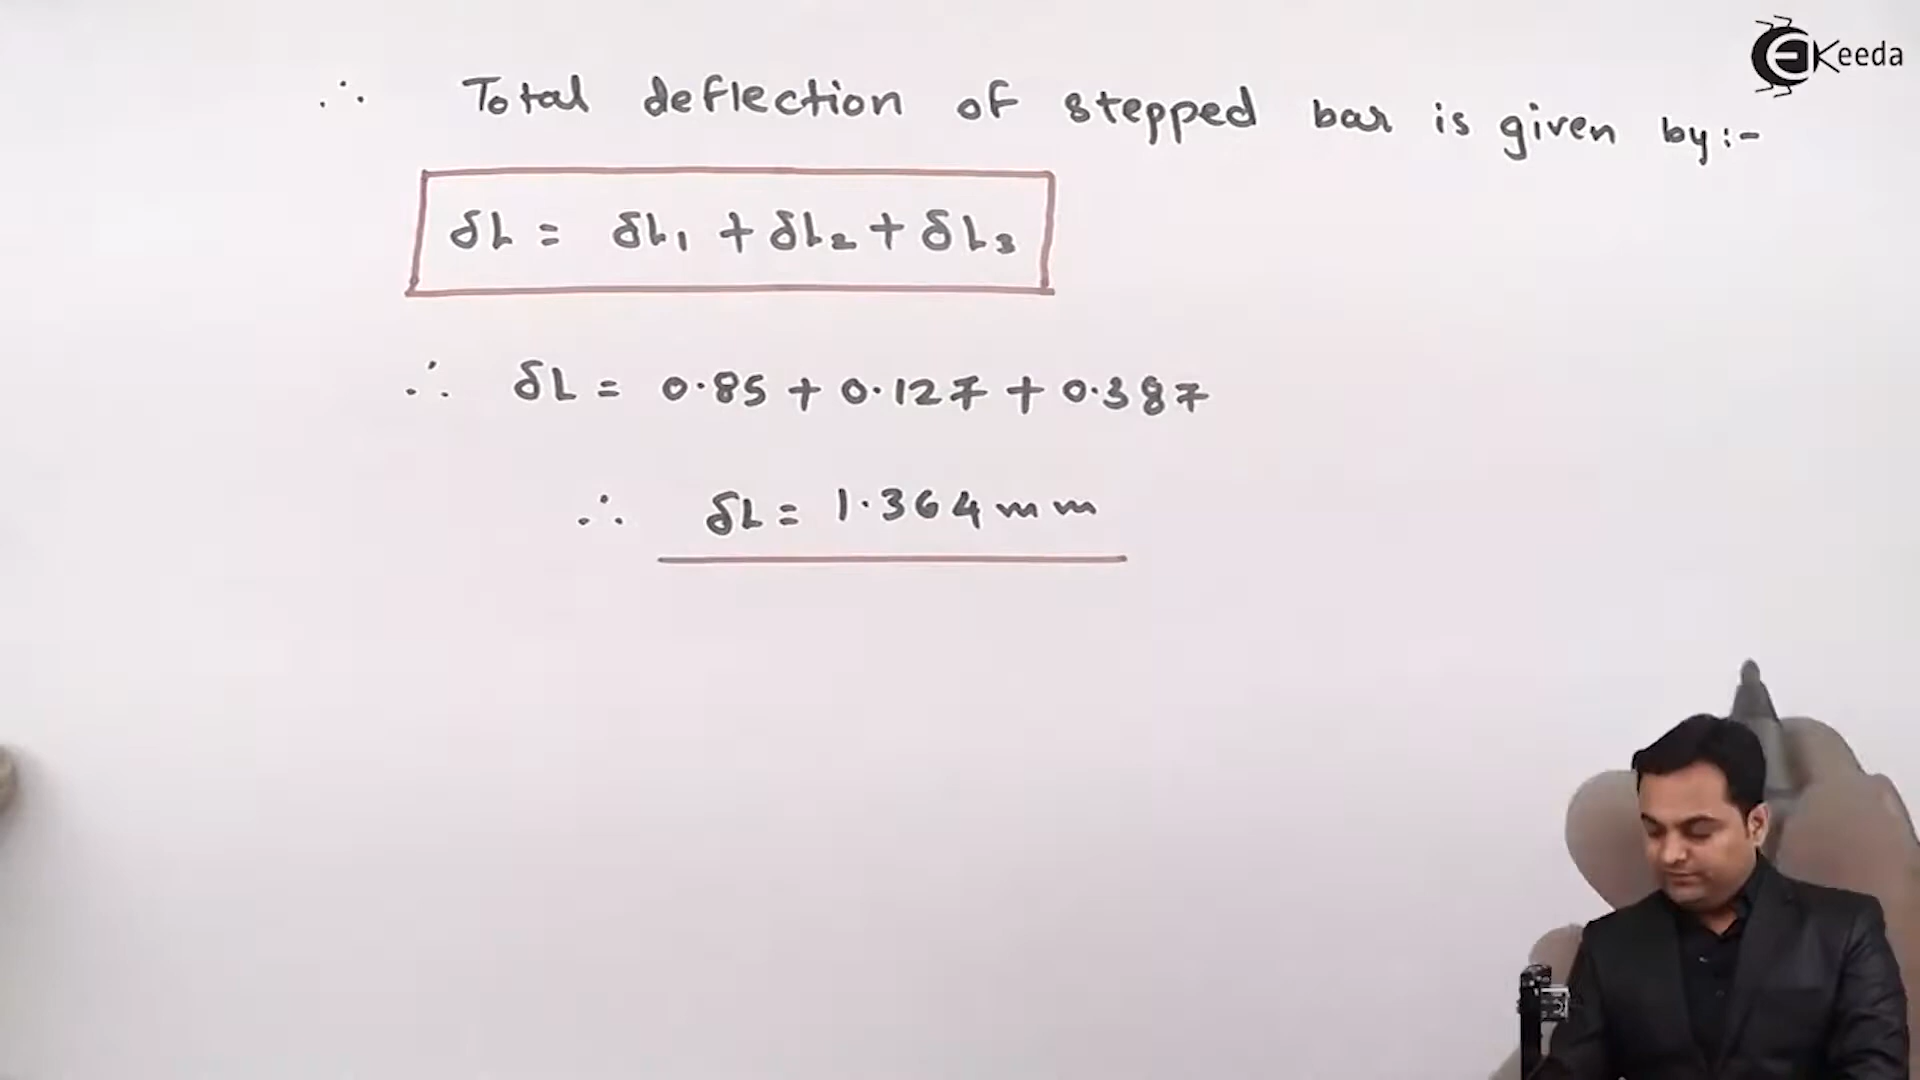 EKeeda
∴ Total deflection of stepped bar is given by:-
δL = δL₁ + δL₂ + δL₃
∴ δL = 0.85 + 0.127 + 0.387
∴ δL = 1.364 mm